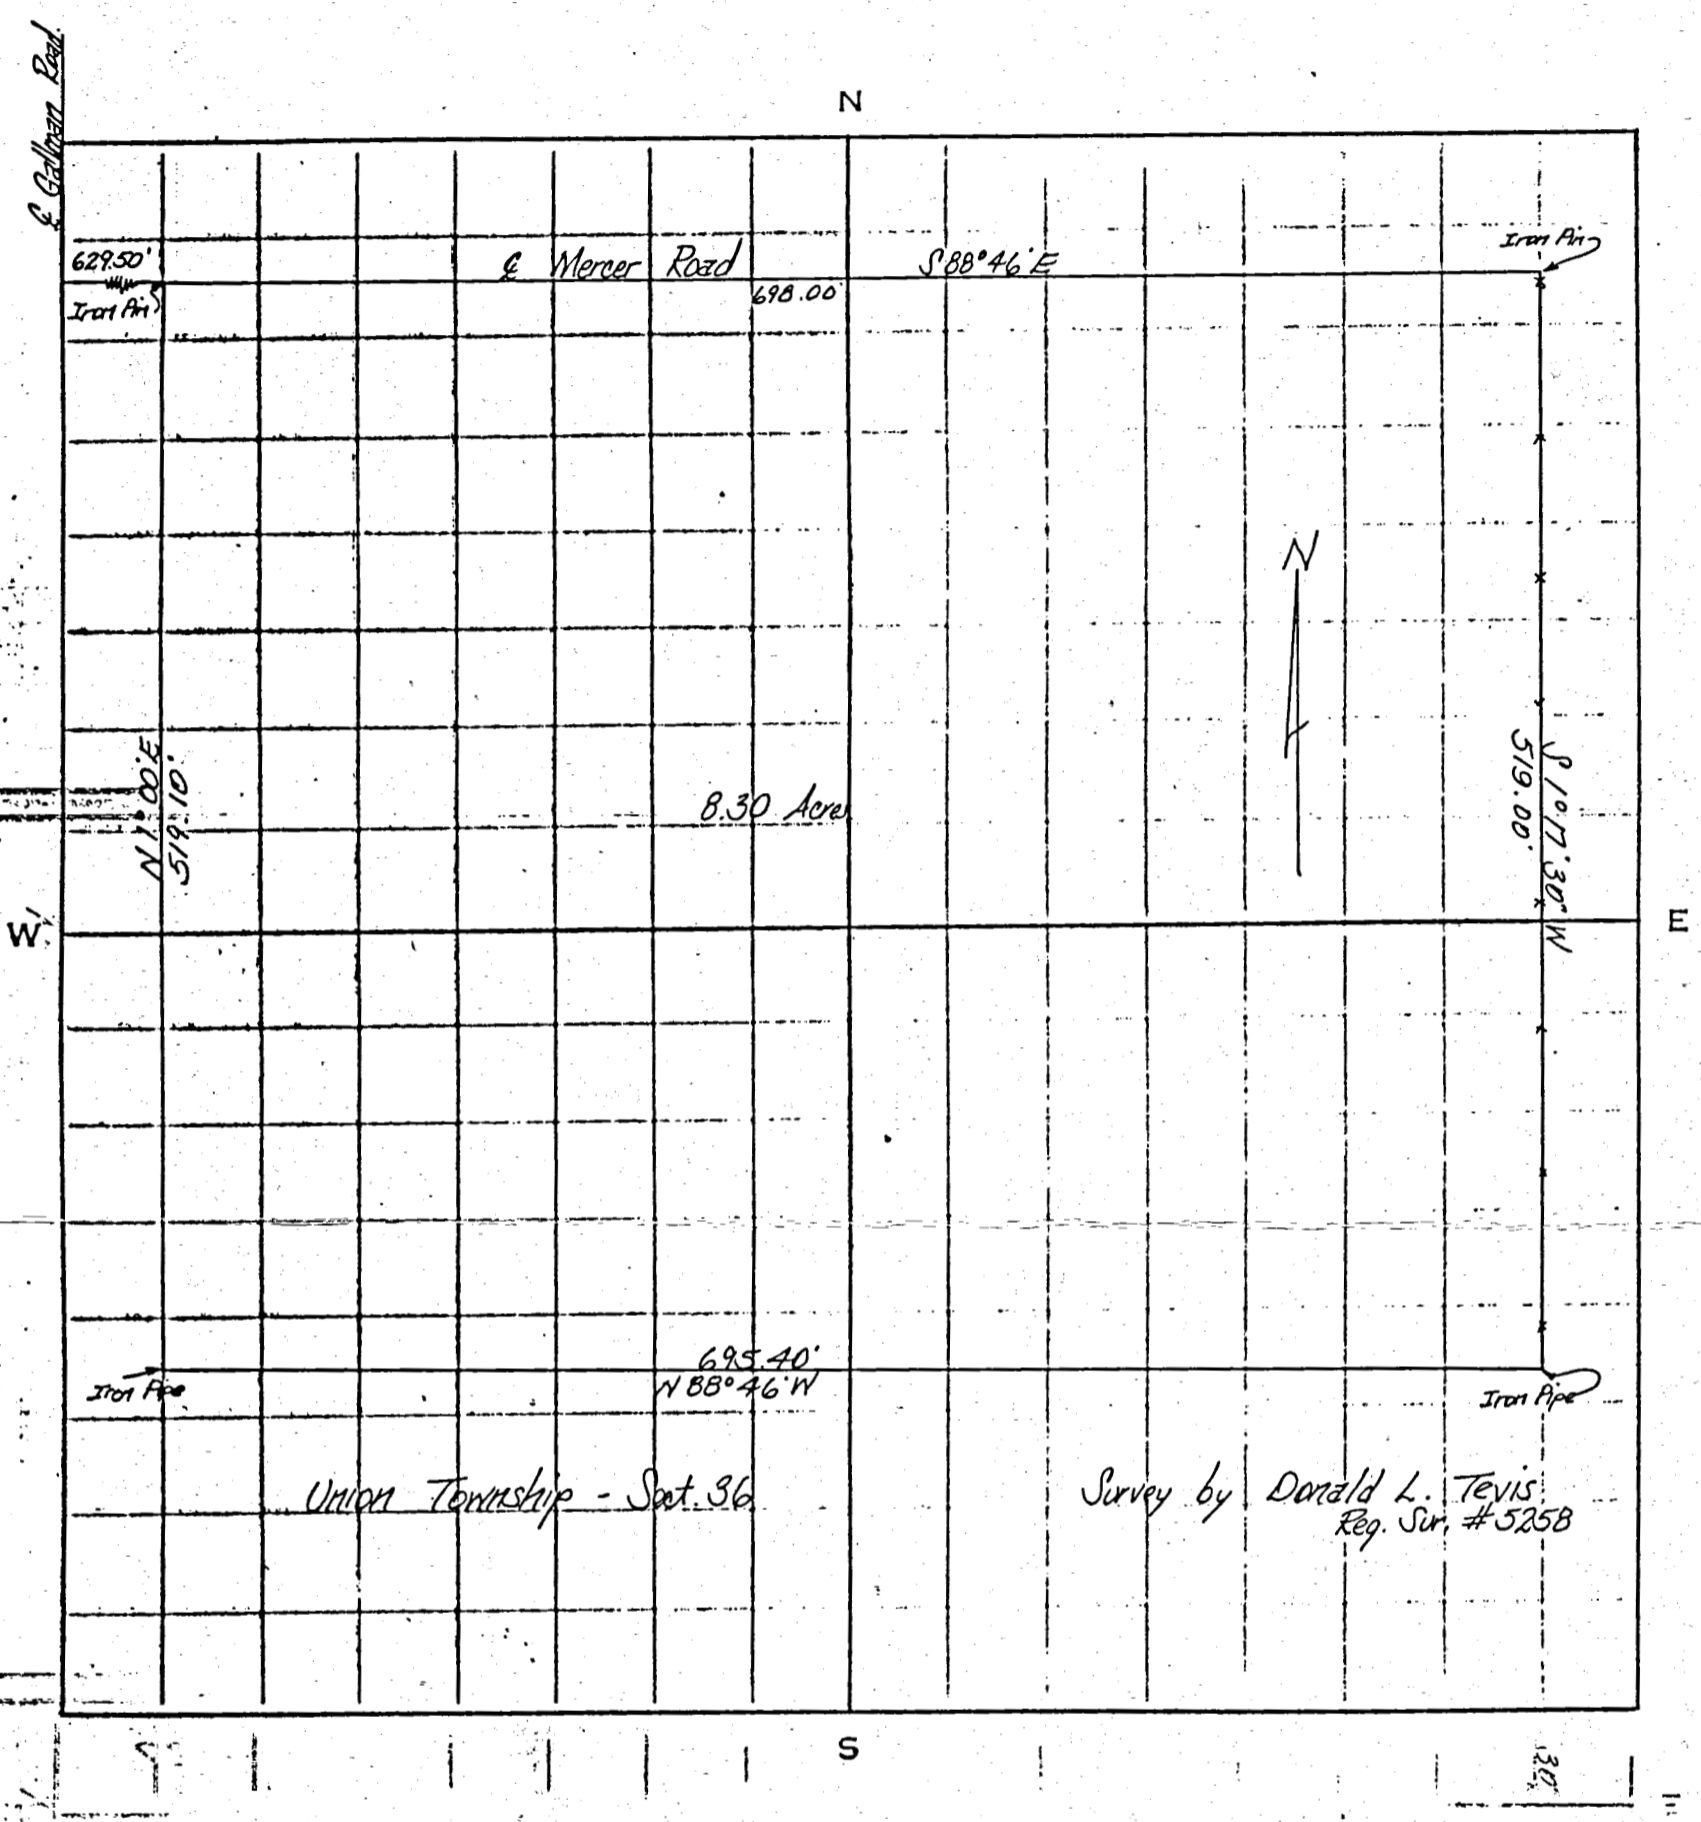 ℄ Gallman Road.
N
629.50'
Iron Pin
℄ Mercer Road
698.00'
S 88° 46' E
Iron Pin
N
N 1° 00' E
519.10'
8.30 Acre
S 1° 17' 30" W
519.00'
W
E
695.40'
N 88° 46' W
Iron Pipe
Iron Pipe
Union Township - Sect. 36
Survey by Donald L. Tevis
Reg. Sur. # 5258
S